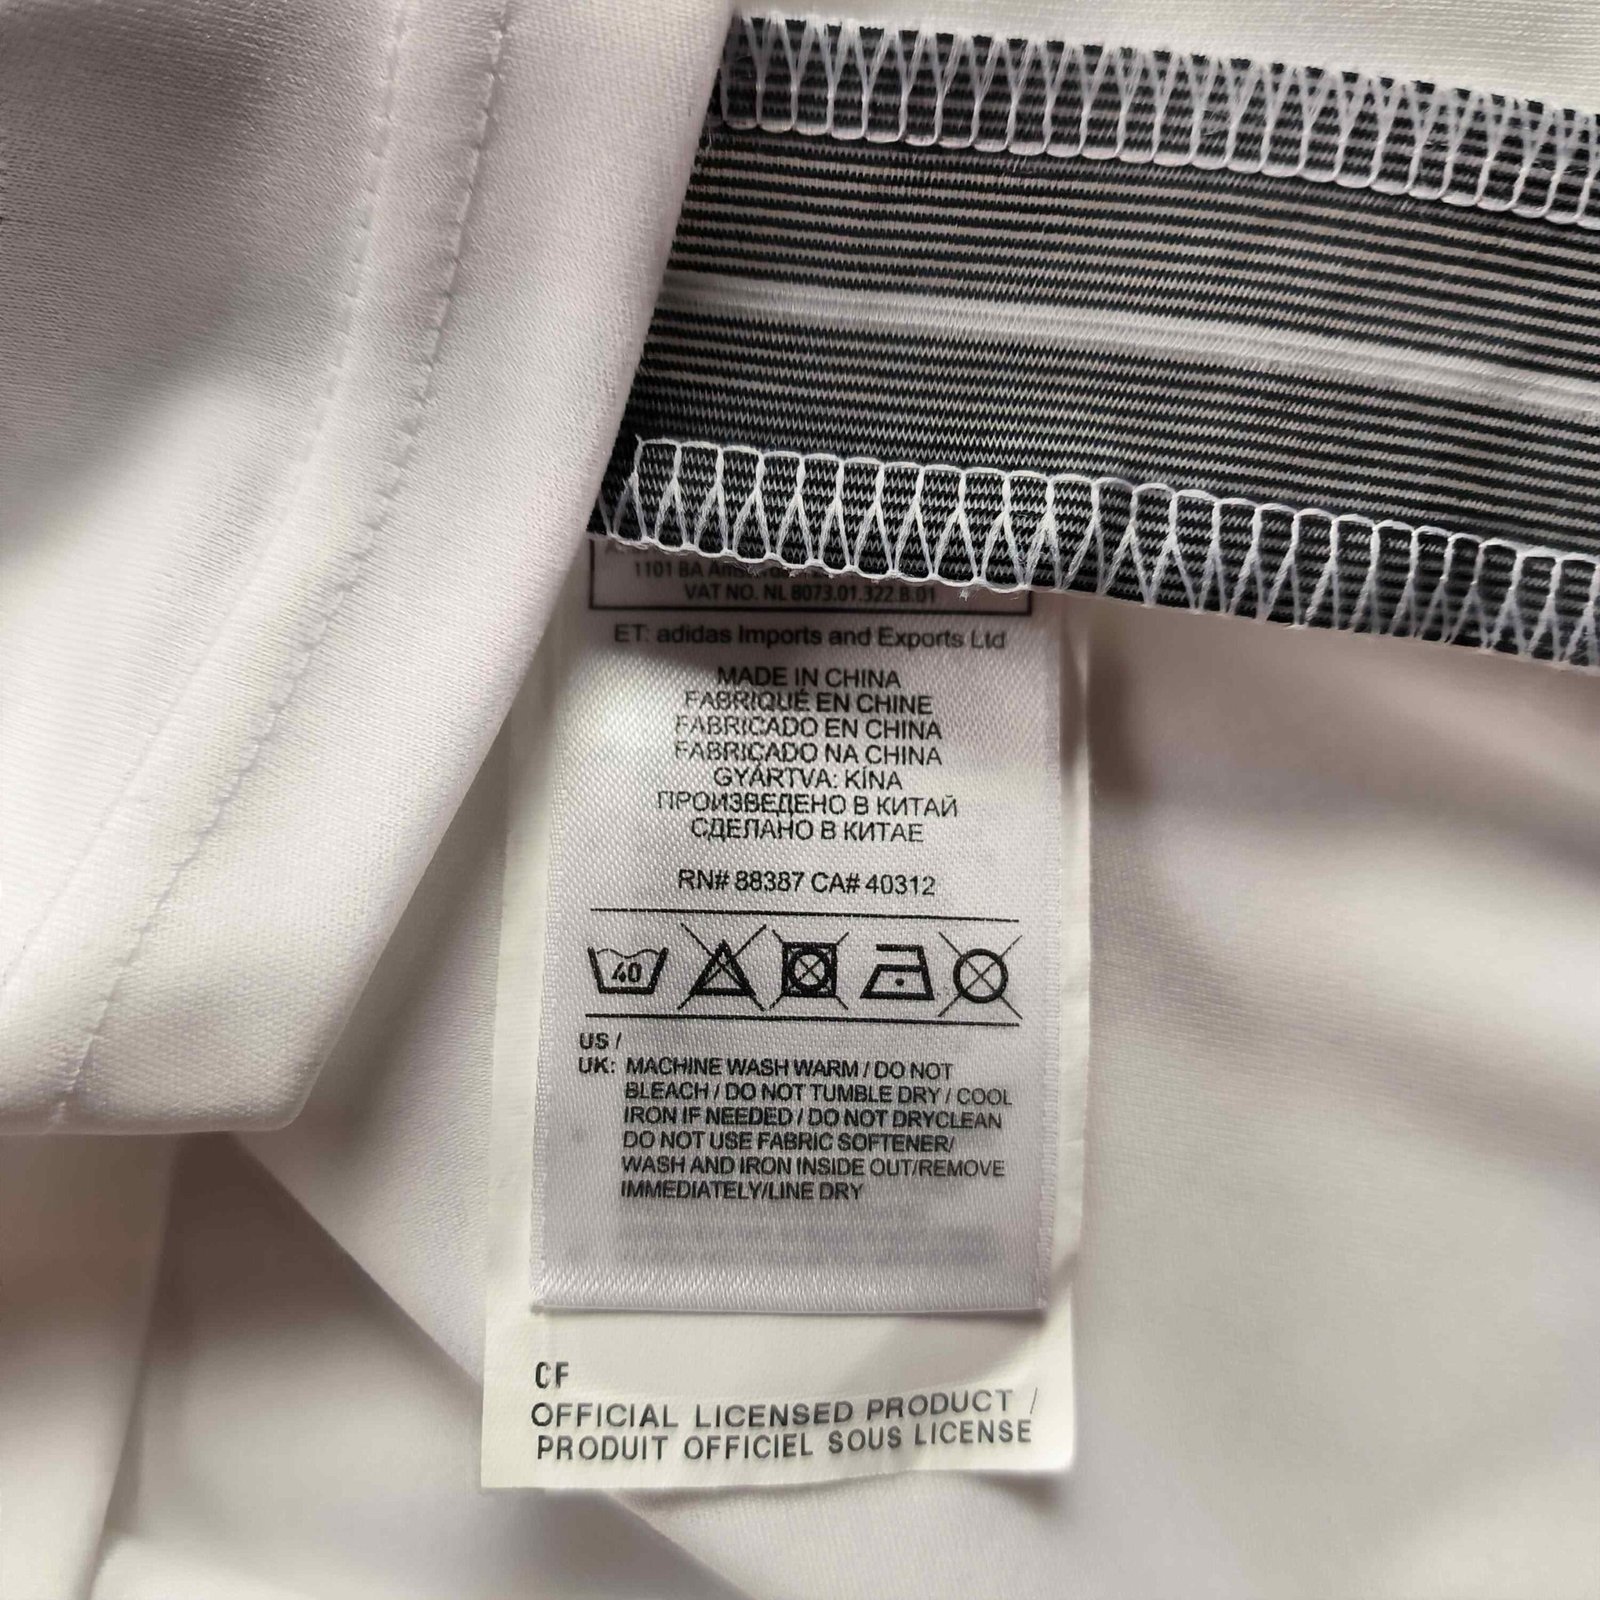 1101 BA
VAT NO. NL 8073.01.322.B.01
ET: adidas Imports and Exports Ltd
MADE IN CHINA
FABRIQUÉ EN CHINE
FABRICADO EN CHINA
FABRICADO NA CHINA
GYÁRTVA: KÍNA
ПРОИЗВЕДЕНО В КИТАЙ
СДЕЛАНО В КИТАЕ
RN# 88387 CA# 40312
40
US /
UK: MACHINE WASH WARM / DO NOT
BLEACH / DO NOT TUMBLE DRY / COOL
IRON IF NEEDED / DO NOT DRYCLEAN
DO NOT USE FABRIC SOFTENER/
WASH AND IRON INSIDE OUT/REMOVE
IMMEDIATELY/LINE DRY
CF
OFFICIAL LICENSED PRODUCT /
PRODUIT OFFICIEL SOUS LICENSE